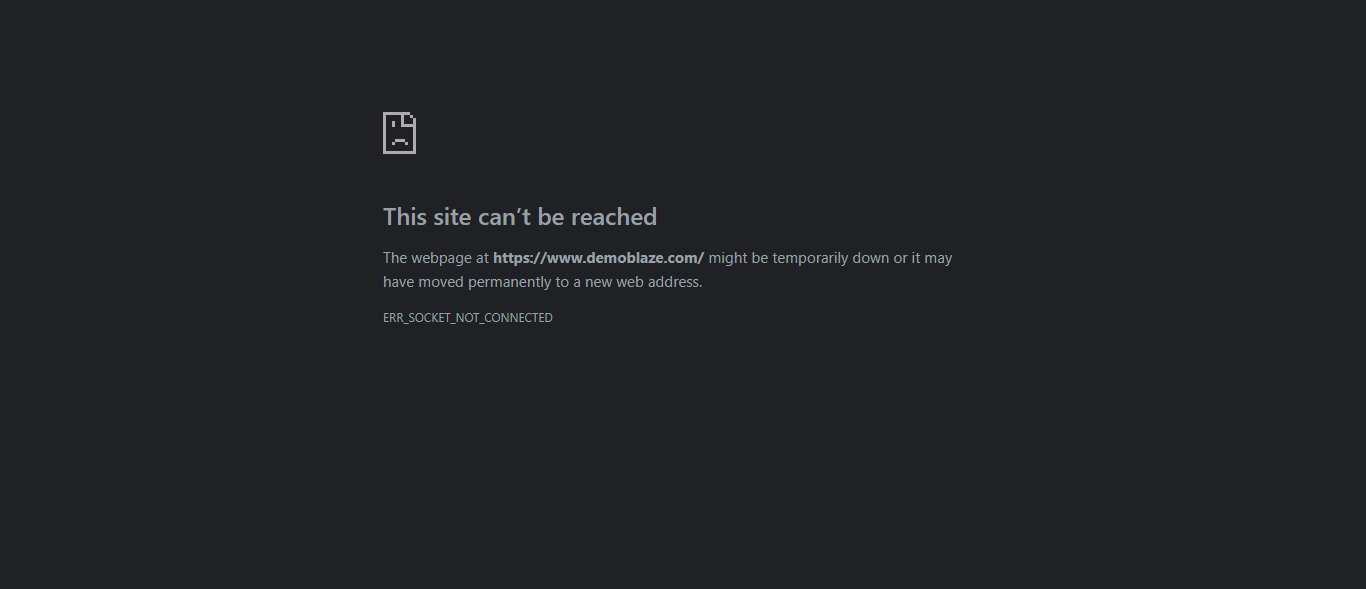 This site can’t be reached
The webpage at https://www.demoblaze.com/ might be temporarily down or it may
have moved permanently to a new web address.
ERR_SOCKET_NOT_CONNECTED